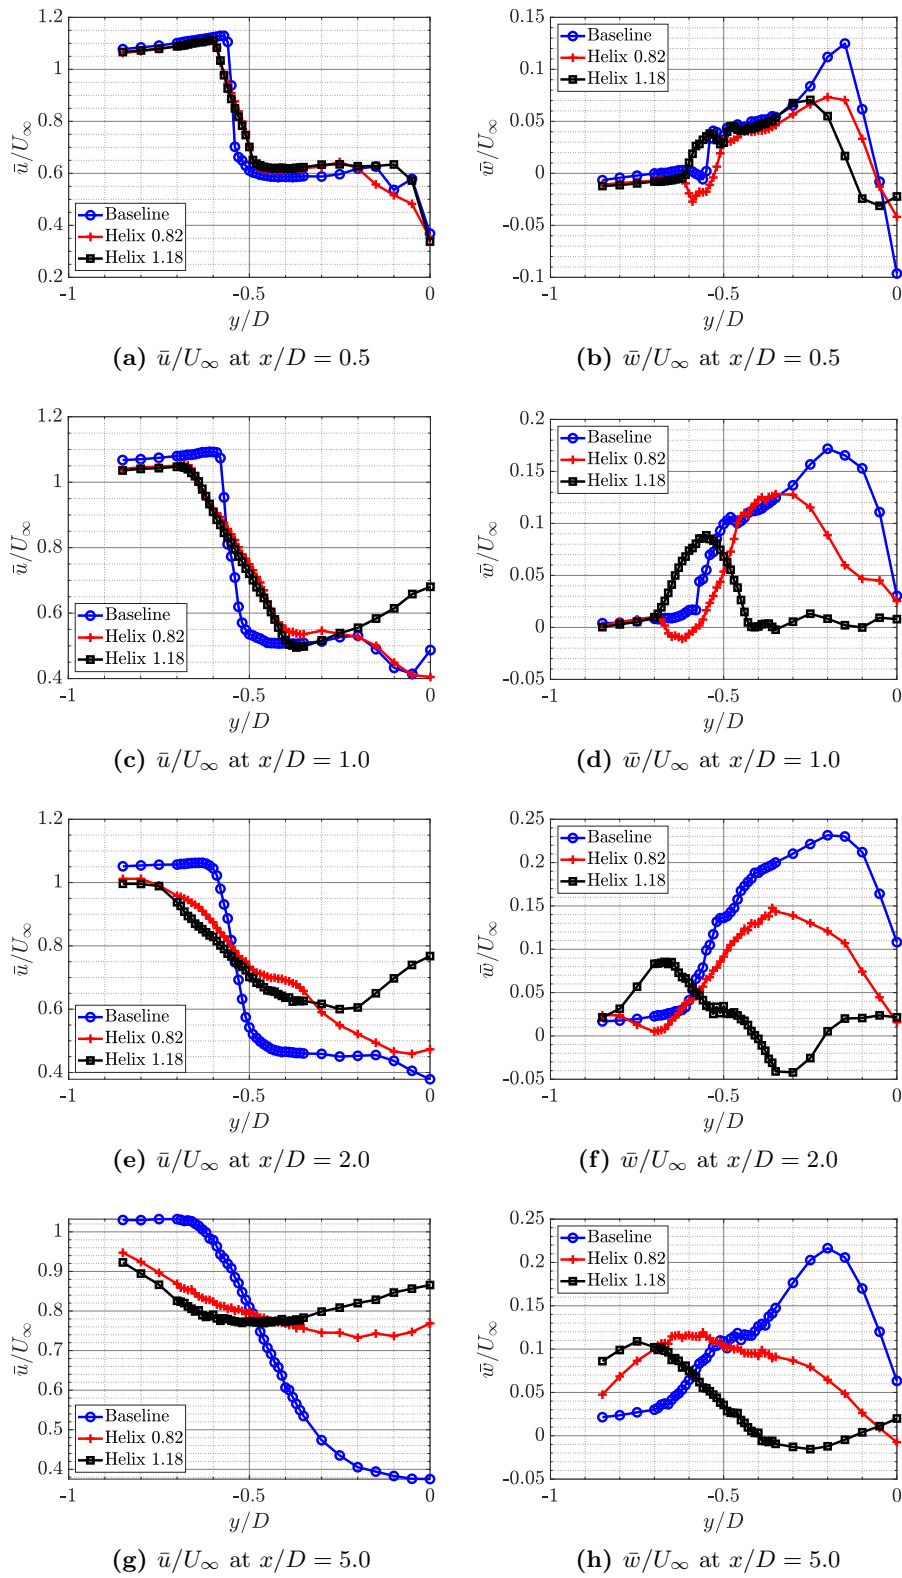 1.2
1
0.8
0.6
0.4
0.2
ū/U∞
Baseline
Helix 0.82
Helix 1.18
-1 -0.5 0
y/D
(a) ū/U∞ at x/D = 0.5
0.15
0.1
0.05
0
-0.05
-0.1
w̄/U∞
Baseline
Helix 0.82
Helix 1.18
-1 -0.5 0
y/D
(b) w̄/U∞ at x/D = 0.5
1.2
1
0.8
0.6
0.4
ū/U∞
Baseline
Helix 0.82
Helix 1.18
-1 -0.5 0
y/D
(c) ū/U∞ at x/D = 1.0
0.2
0.15
0.1
0.05
0
-0.05
w̄/U∞
Baseline
Helix 0.82
Helix 1.18
-1 -0.5 0
y/D
(d) w̄/U∞ at x/D = 1.0
1.2
1
0.8
0.6
0.4
ū/U∞
Baseline
Helix 0.82
Helix 1.18
-1 -0.5 0
y/D
(e) ū/U∞ at x/D = 2.0
0.25
0.2
0.15
0.1
0.05
0
-0.05
w̄/U∞
Baseline
Helix 0.82
Helix 1.18
-1 -0.5 0
y/D
(f) w̄/U∞ at x/D = 2.0
1
0.9
0.8
0.7
0.6
0.5
0.4
ū/U∞
Baseline
Helix 0.82
Helix 1.18
-1 -0.5 0
y/D
(g) ū/U∞ at x/D = 5.0
0.25
0.2
0.15
0.1
0.05
0
-0.05
w̄/U∞
Baseline
Helix 0.82
Helix 1.18
-1 -0.5 0
y/D
(h) w̄/U∞ at x/D = 5.0